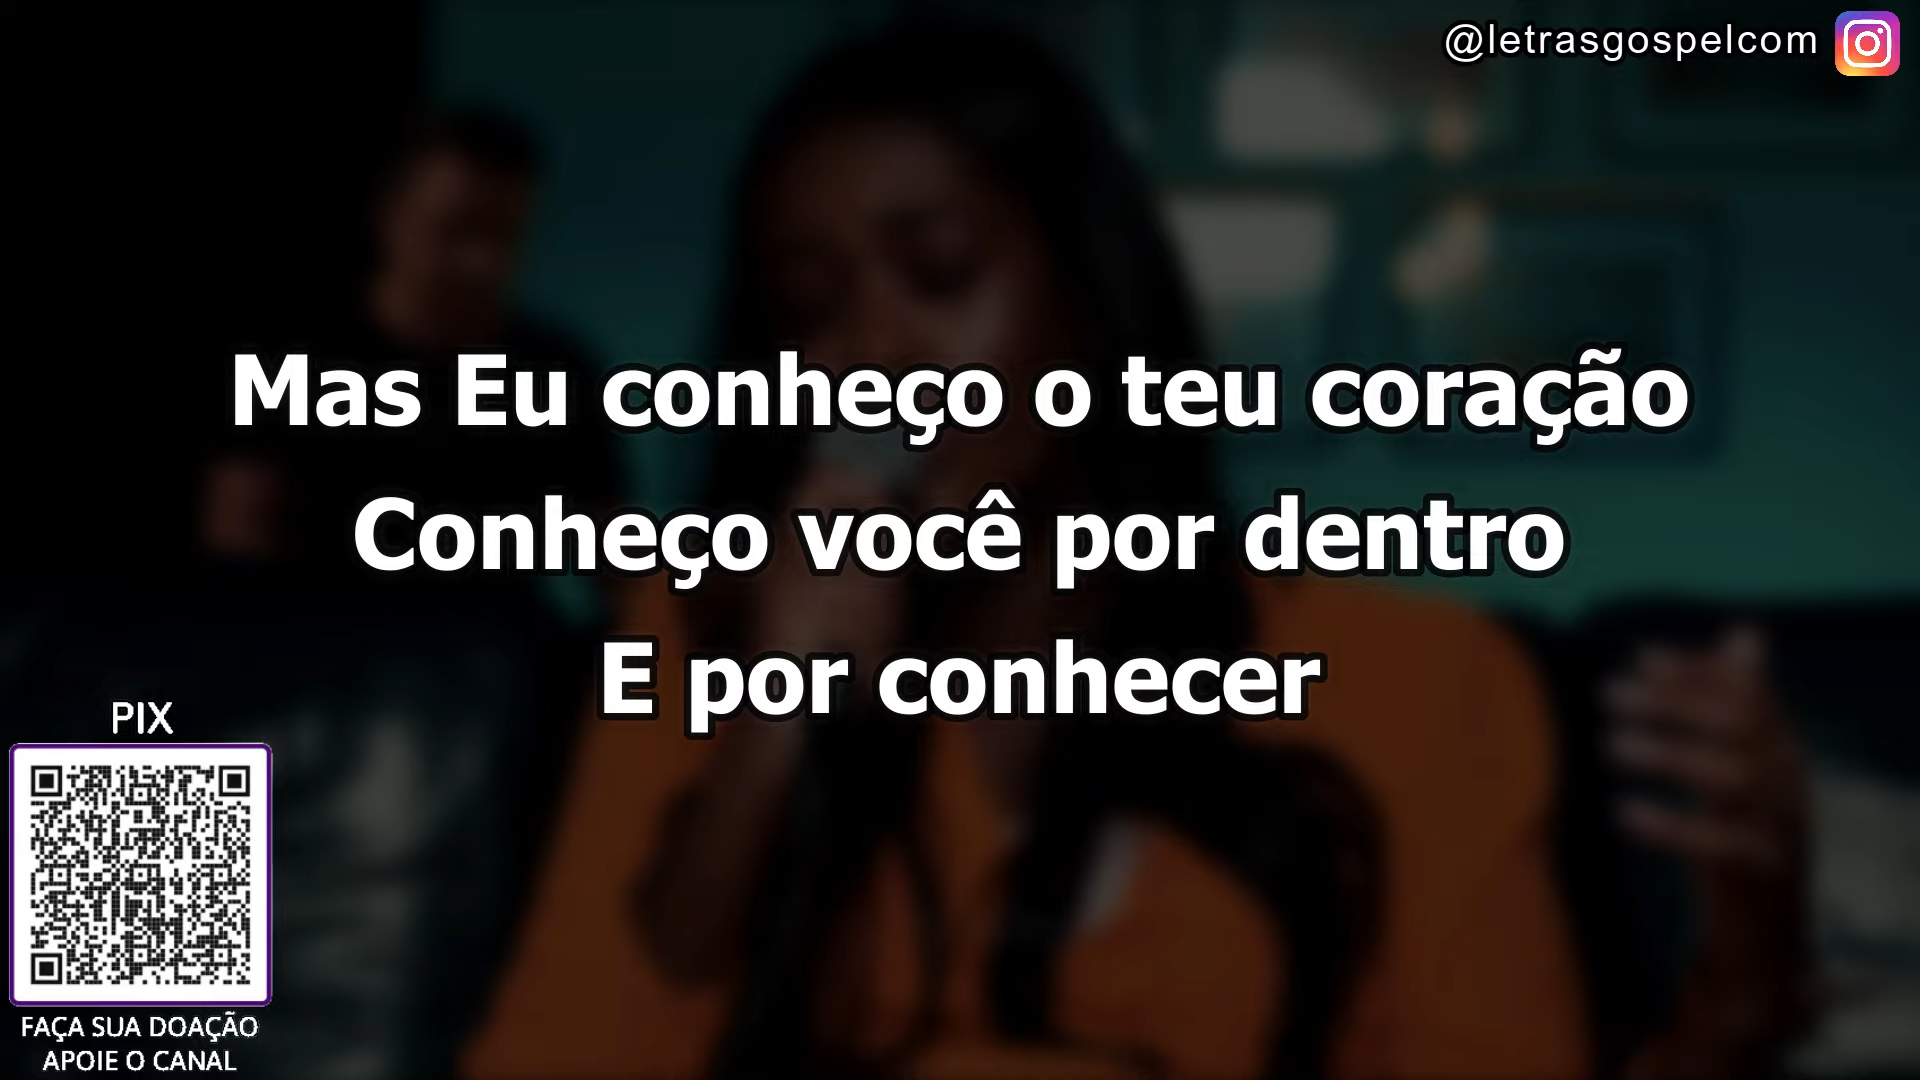 @letrasgospelcom
Mas Eu conheço o teu coração
Conheço você por dentro
E por conhecer
PIX
FAÇA SUA DOAÇÃO
APOIE O CANAL